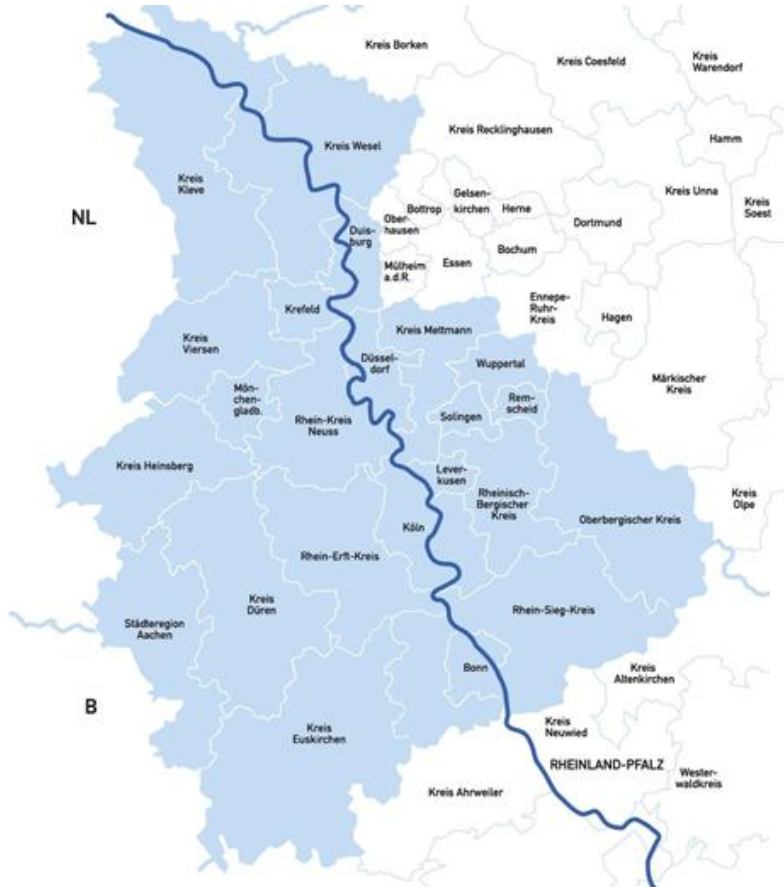 Kreis Borken
Kreis Coesfeld
Kreis
Warendorf
Kreis Recklinghausen
Hamm
Kreis Wesel
Kreis
Kleve
Gelsen-
kirchen
Bottrop
Herne
Kreis Unna
Kreis
Soest
NL
Ober-
hausen
Dortmund
Duis-
burg
Bochum
Essen
Mülheim
a.d.R.
Krefeld
Ennepe-
Ruhr-
Kreis
Hagen
Kreis Mettmann
Kreis
Viersen
Düssel-
dorf
Wuppertal
Märkischer
Kreis
Mön-
chen-
gladb.
Rem-
scheid
Solingen
Rhein-Kreis
Neuss
Kreis Heinsberg
Lever-
kusen
Rheinisch-
Bergischer
Kreis
Kreis
Olpe
Oberbergischer Kreis
Köln
Rhein-Erft-Kreis
Kreis
Düren
Rhein-Sieg-Kreis
Städteregion
Aachen
Bonn
Kreis
Altenkirchen
B
Kreis
Euskirchen
Kreis
Neuwied
RHEINLAND-PFALZ
Wester-
waldkreis
Kreis Ahrweiler